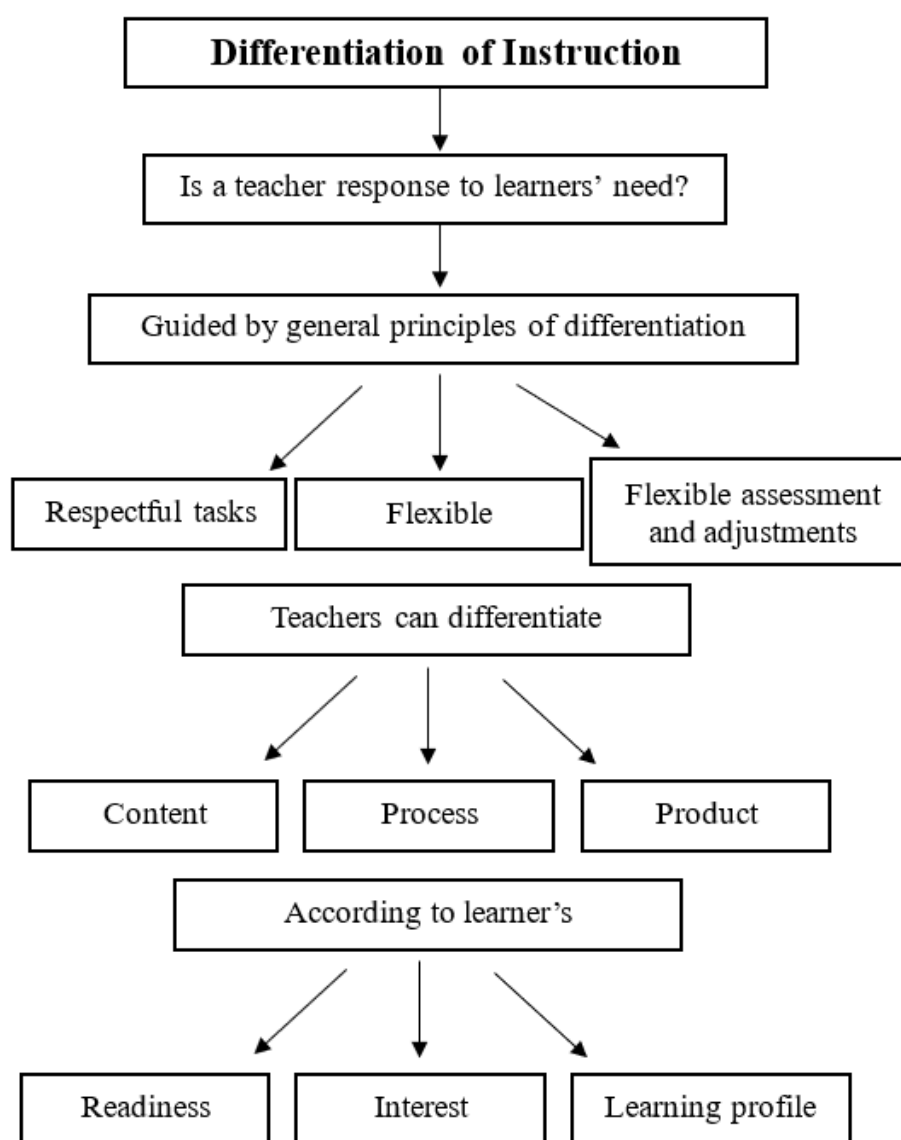 Differentiation of Instruction
Is a teacher response to learners’ need?
Guided by general principles of differentiation
Respectful tasks
Flexible
Flexible assessment
and adjustments
Teachers can differentiate
Content
Process
Product
According to learner’s
Readiness
Interest
Learning profile